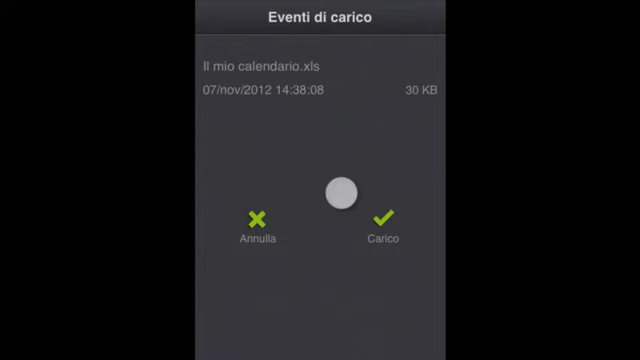 Eventi di carico
Il mio calendario.xls
07/nov/2012 14:38:08 30 KB
Annulla Carico